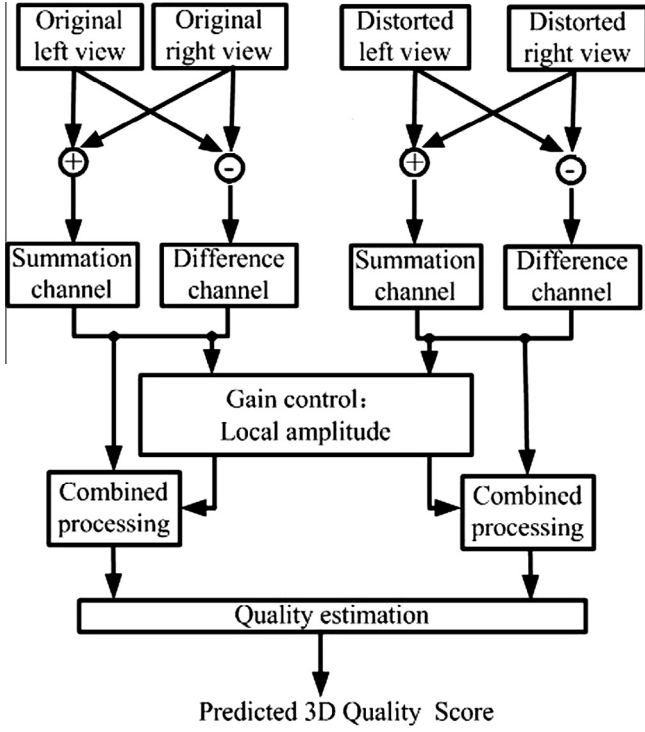 Original
left view
Original
right view
Distorted
left view
Distorted
right view
+
-
+
-
Summation
channel
Difference
channel
Summation
channel
Difference
channel
Gain control：
Local amplitude
Combined
processing
Combined
processing
Quality estimation
Predicted 3D Quality Score